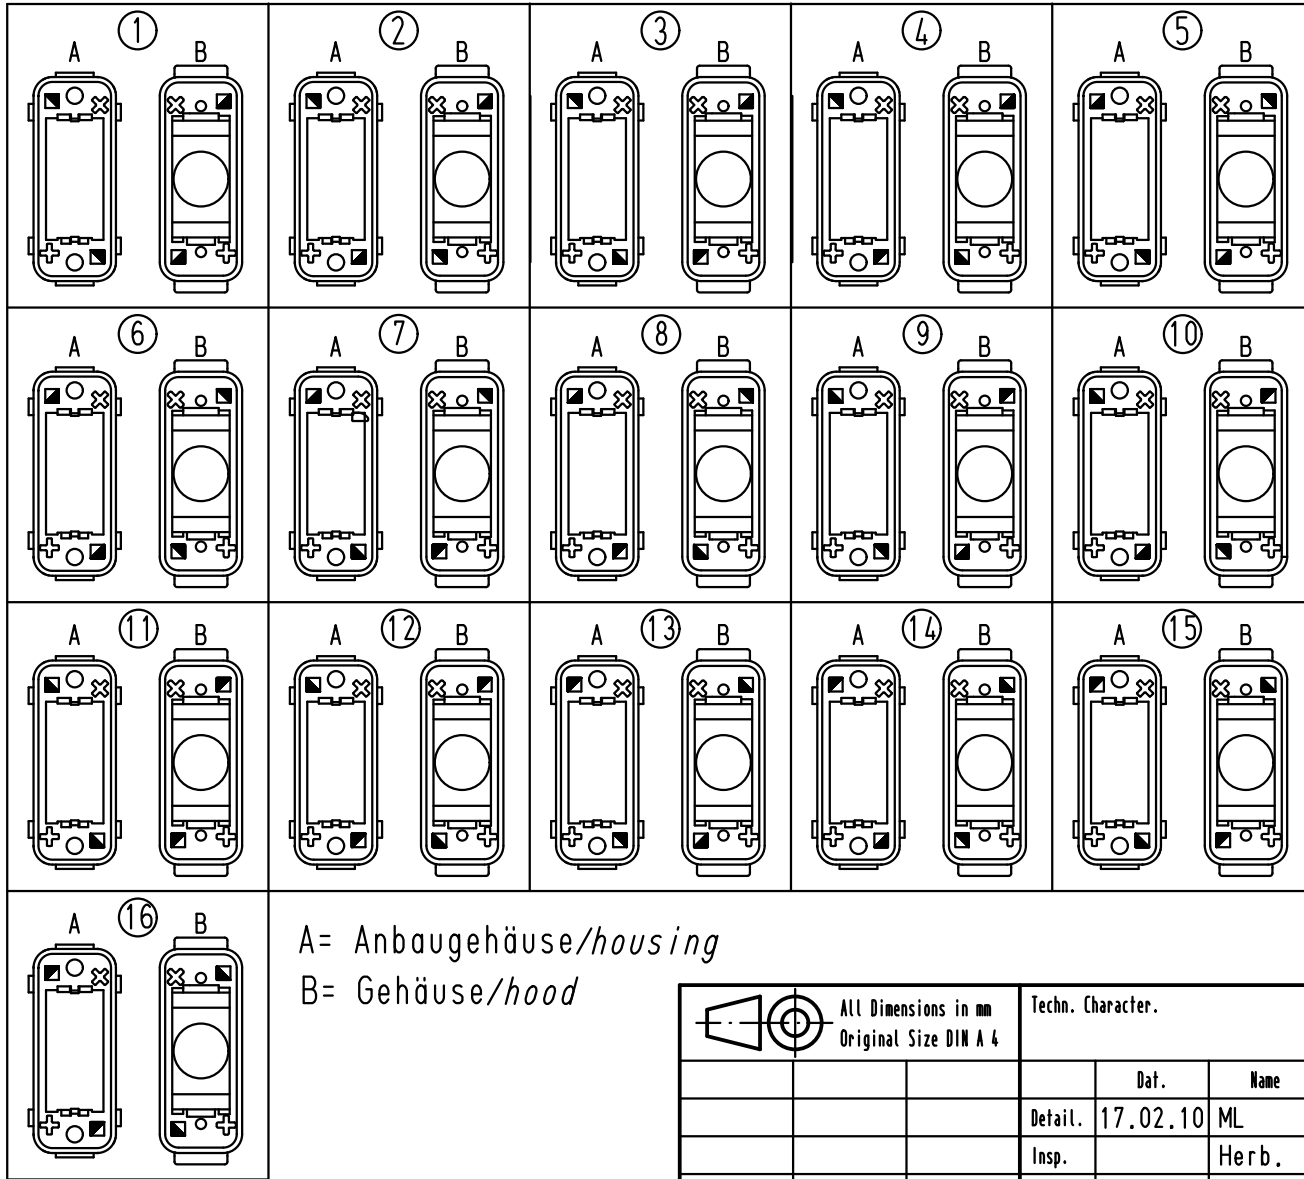 1 2 3 4 5
A B A B A B A B A B
6 7 8 9 10
A B A B A B A B A B
11 12 13 14 15
A B A B A B A B A B
16
A B
A= Anbaugehäuse/housing
B= Gehäuse/hood
All Dimensions in mm
Original Size DIN A 4
Techn. Character.
Dat. Name
Detail. 17.02.10 ML
Insp. Herb.